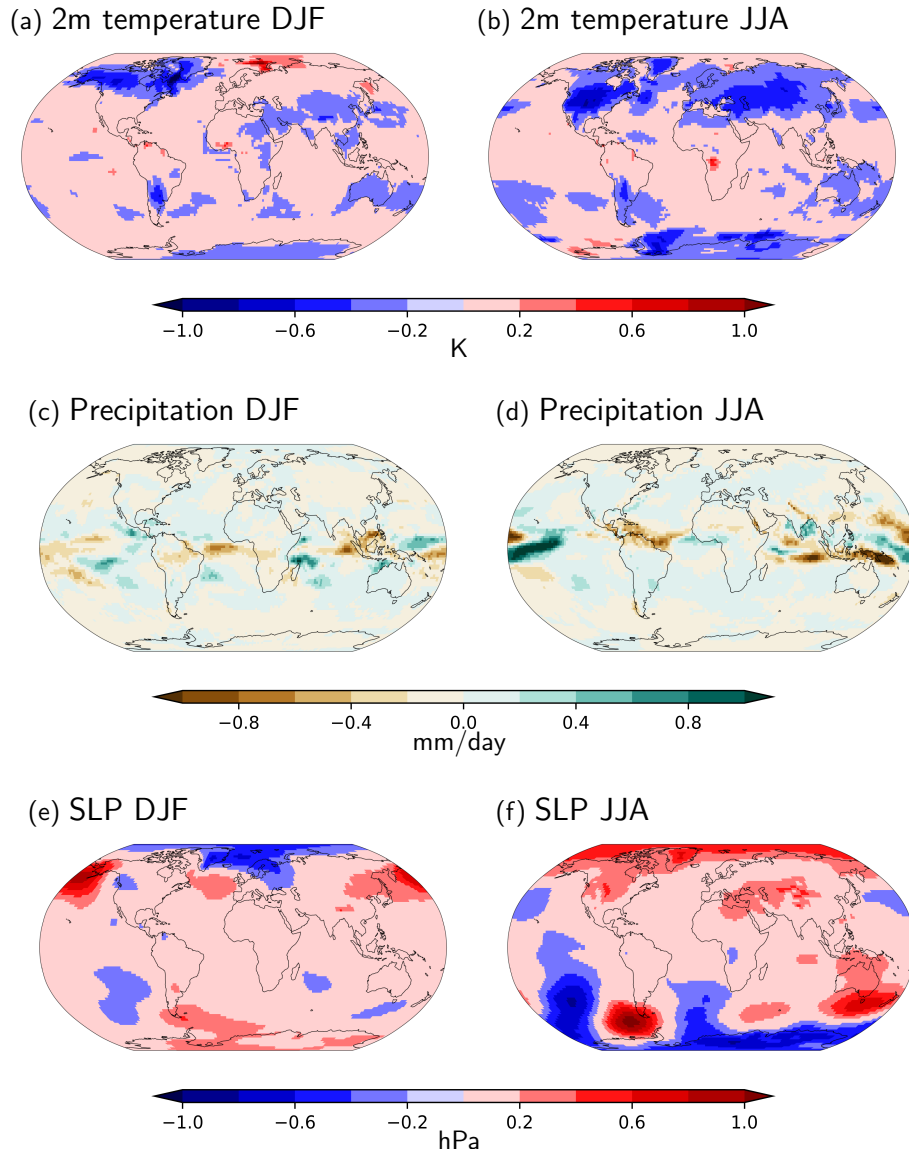 (a) 2m temperature DJF
(b) 2m temperature JJA
−1.0 −0.6 −0.2 0.2 0.6 1.0
K
(c) Precipitation DJF
(d) Precipitation JJA
−0.8 −0.4 0.0 0.4 0.8
mm/day
(e) SLP DJF
(f) SLP JJA
−1.0 −0.6 −0.2 0.2 0.6 1.0
hPa